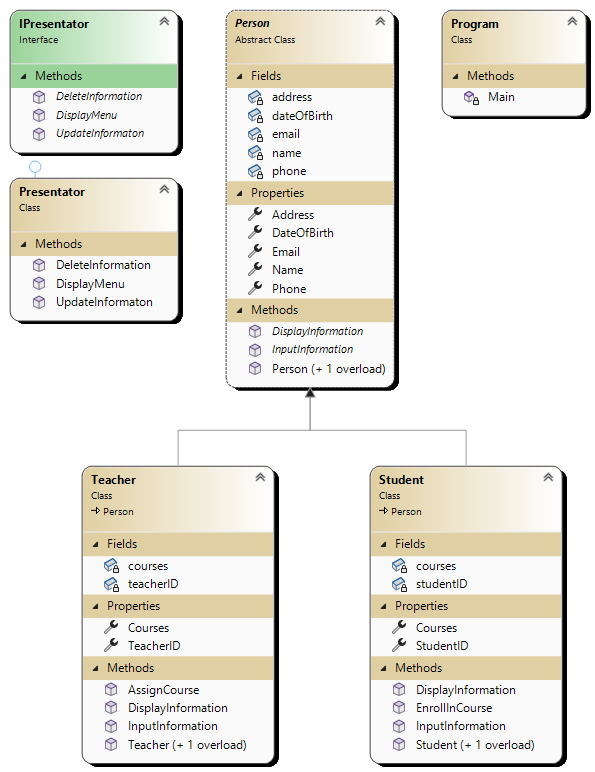 IPresentator
Interface
Methods
DeleteInformation
DisplayMenu
UpdateInformaton
Presentator
Class
Methods
DeleteInformation
DisplayMenu
UpdateInformaton
Person
Abstract Class
Fields
address
dateOfBirth
email
name
phone
Properties
Address
DateOfBirth
Email
Name
Phone
Methods
DisplayInformation
InputInformation
Person (+ 1 overload)
Program
Class
Methods
Main
Teacher
Class
Person
Fields
courses
teacherID
Properties
Courses
TeacherID
Methods
AssignCourse
DisplayInformation
InputInformation
Teacher (+ 1 overload)
Student
Class
Person
Fields
courses
studentID
Properties
Courses
StudentID
Methods
DisplayInformation
EnrollInCourse
InputInformation
Student (+ 1 overload)